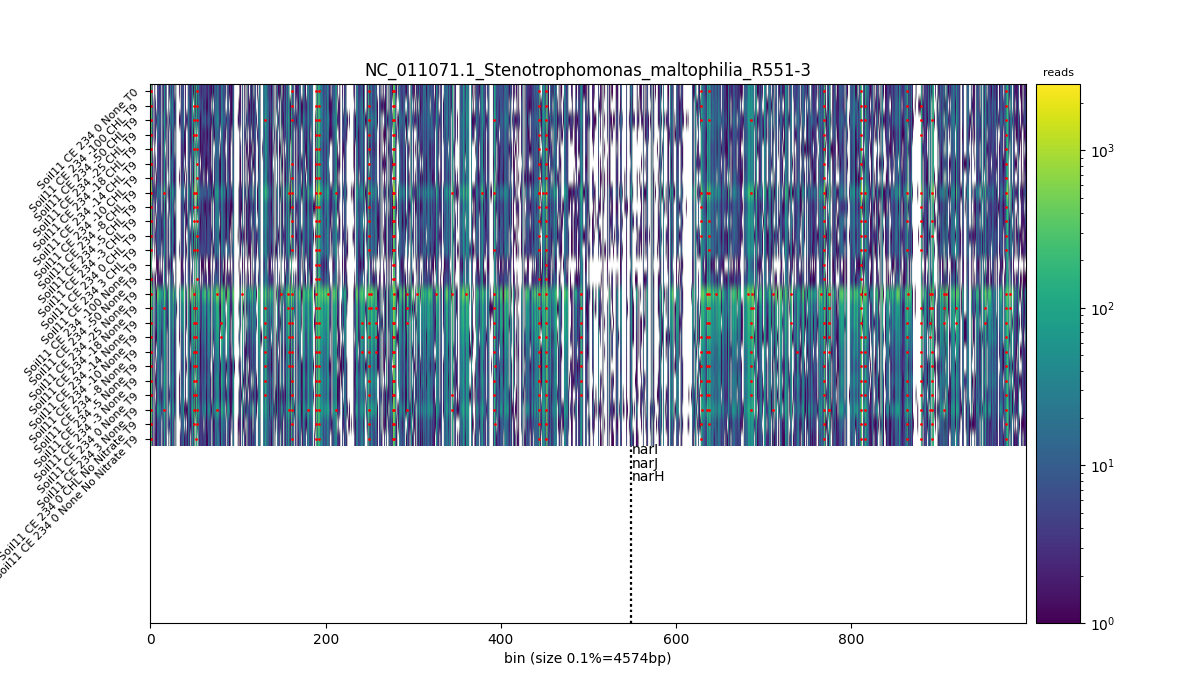 NC_011071.1_Stenotrophomonas_maltophilia_R551-3
reads
Soil11 CE 234 0 None T0
Soil11 CE 234 -100 CHL T9
Soil11 CE 234 -50 CHL T9
Soil11 CE 234 -25 CHL T9
Soil11 CE 234 -18 CHL T9
Soil11 CE 234 -14 CHL T9
Soil11 CE 234 -10 CHL T9
Soil11 CE 234 -8 CHL T9
Soil11 CE 234 -5 CHL T9
Soil11 CE 234 -3 CHL T9
Soil11 CE 234 0 CHL T9
Soil11 CE 234 3 CHL T9
Soil11 CE 234 -100 None T9
Soil11 CE 234 -50 None T9
Soil11 CE 234 -25 None T9
Soil11 CE 234 -18 None T9
Soil11 CE 234 -14 None T9
Soil11 CE 234 -10 None T9
Soil11 CE 234 -8 None T9
Soil11 CE 234 -5 None T9
Soil11 CE 234 -3 None T9
Soil11 CE 234 0 None T9
Soil11 CE 234 3 None T9
Soil11 CE 234 0 CHL No Nitrate T9
Soil11 CE 234 0 None No Nitrate T9
narI
narJ
narH
0 200 400 600 800
bin (size 0.1%=4574bp)
10³
10²
10¹
10⁰